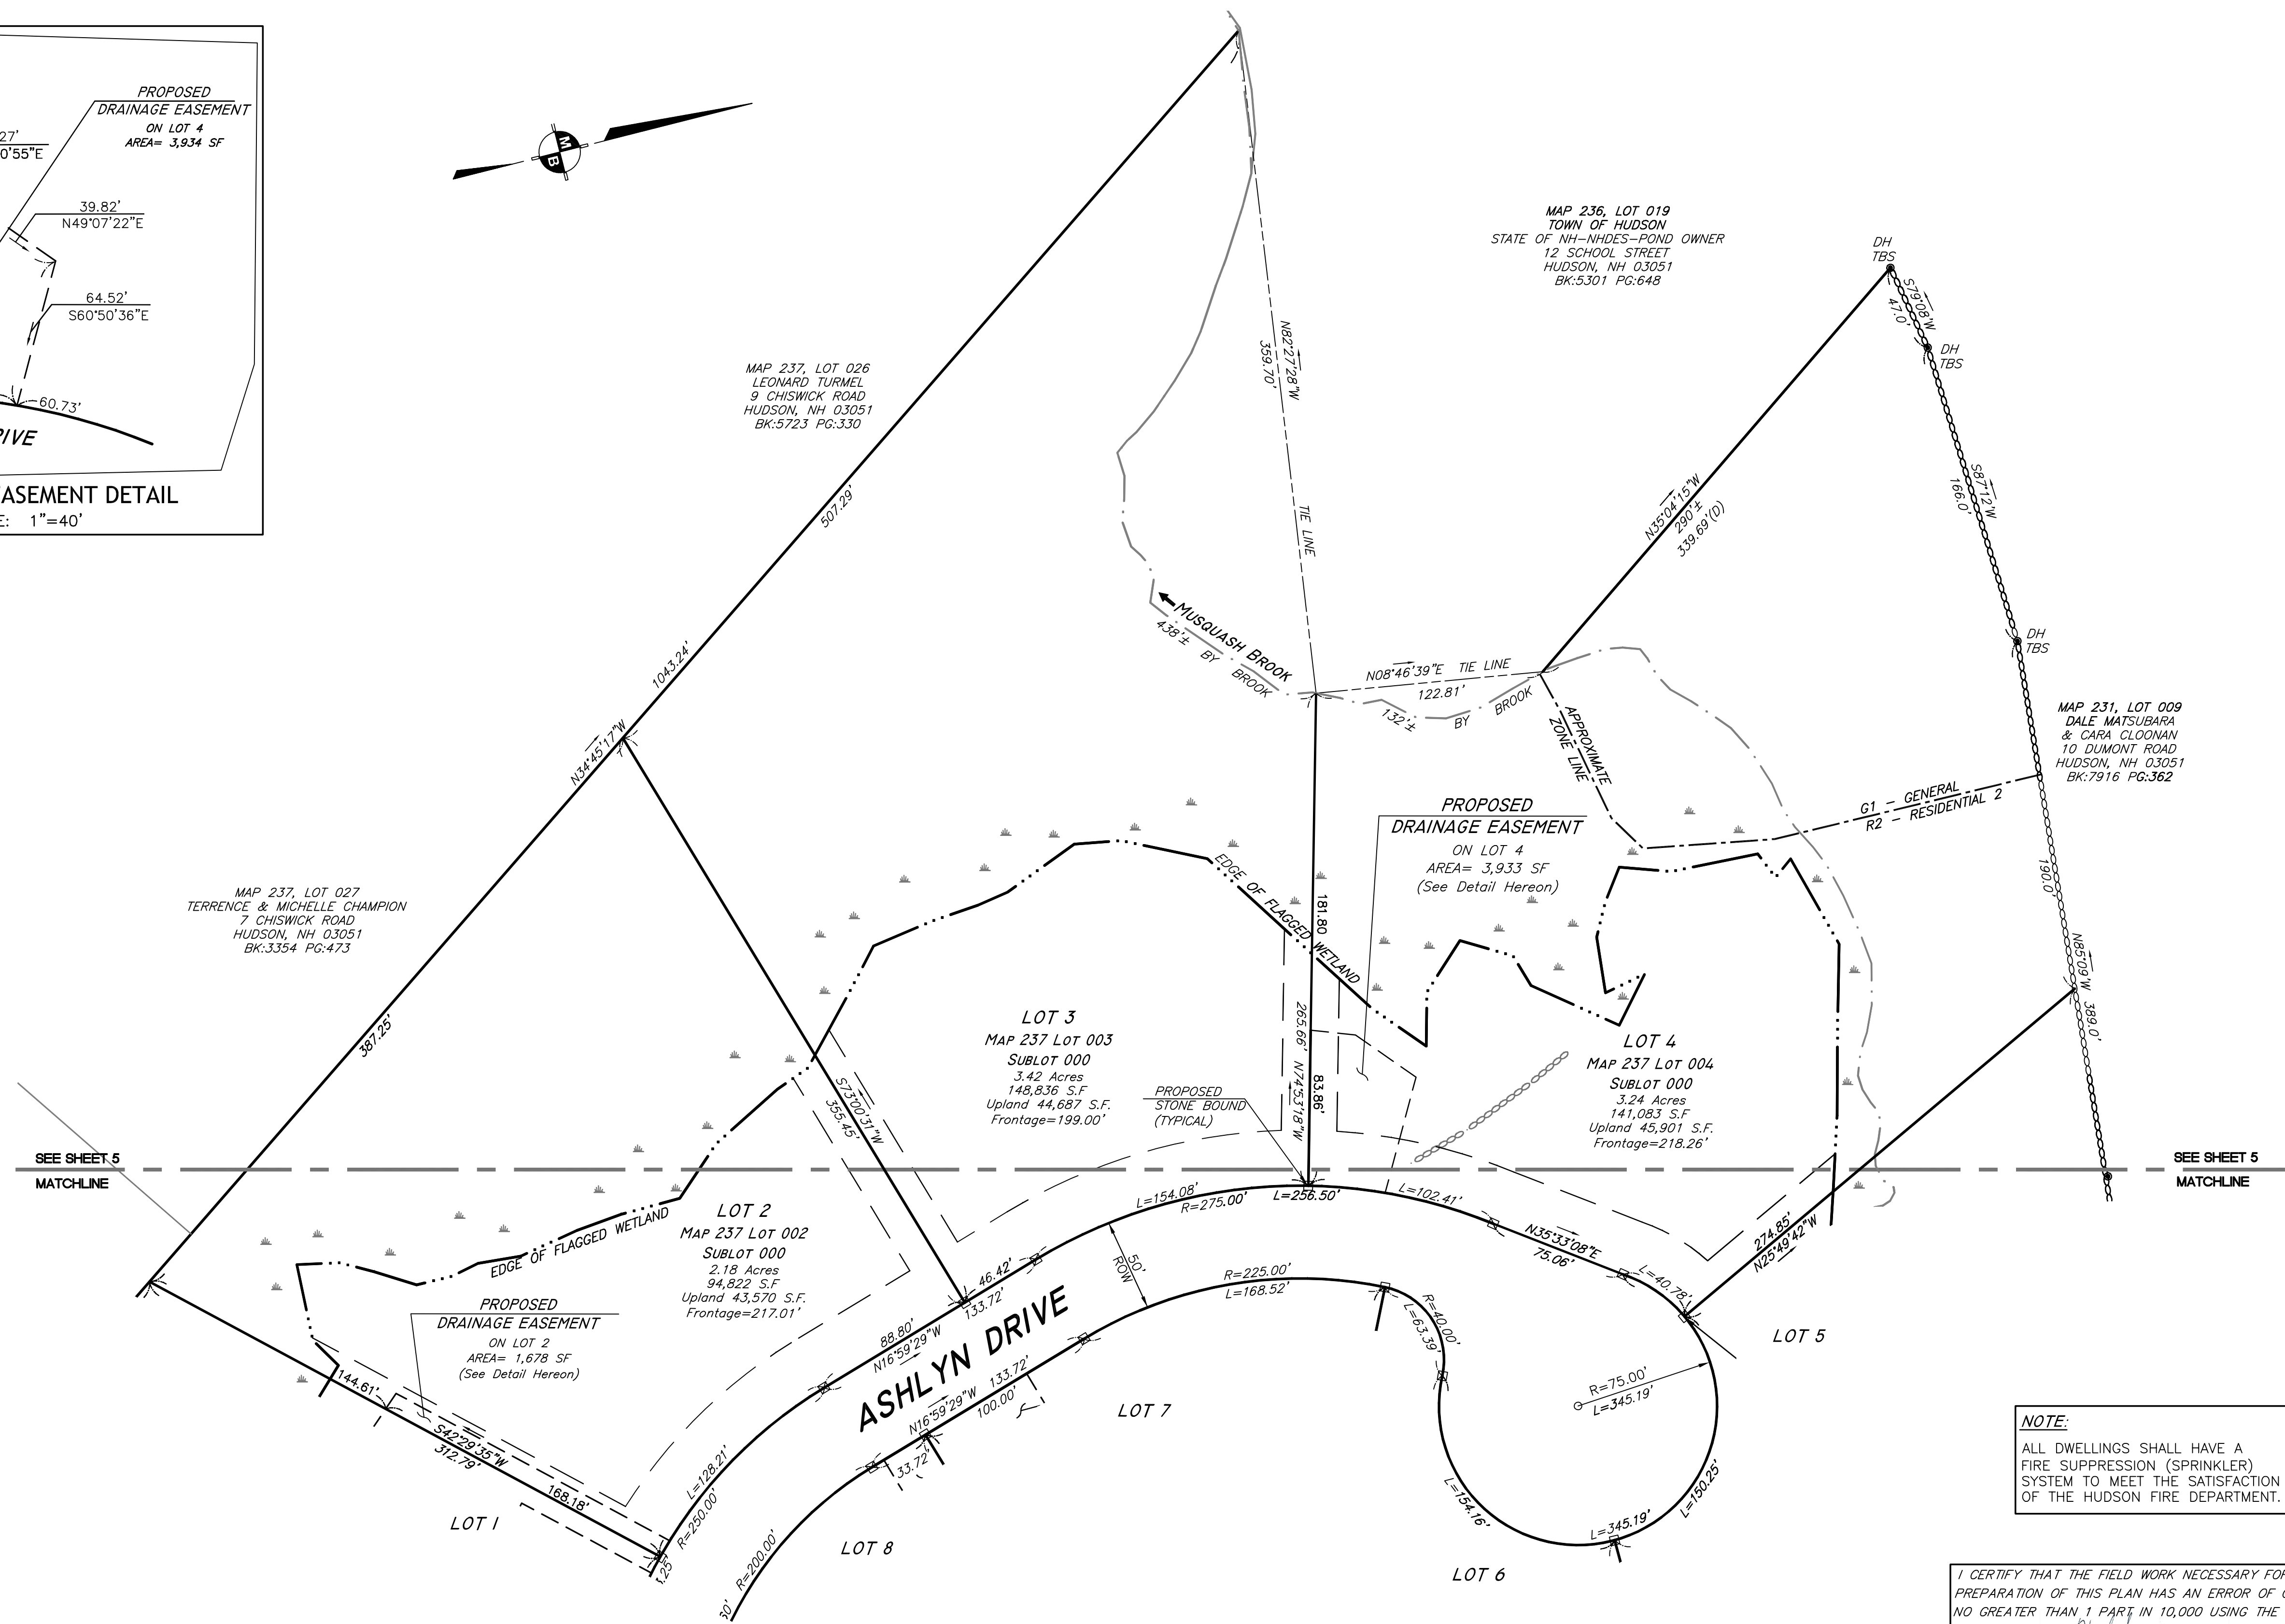 PROPOSED
DRAINAGE EASEMENT
ON LOT 4
AREA= 3,934 SF
27'
0'55"E
39.82'
N49°07'22"E
64.52'
S60°50'36"E
60.73'
EASEMENT DETAIL
1"=40'
M
B
MAP 236, LOT 019
TOWN OF HUDSON
STATE OF NH-NHDES-POND OWNER
12 SCHOOL STREET
HUDSON, NH 03051
BK:5301 PG:648
DH
TBS
S79°08'W
47.0'
DH
TBS
N82°27'28"W
359.70'
TIE LINE
MAP 237, LOT 026
LEONARD TURMEL
9 CHISWICK ROAD
HUDSON, NH 03051
BK:5723 PG:330
507.29'
N35°04'15"W
290'±
339.69'(D)
S87°12'W
166.0'
DH
TBS
MUSQUASH BROOK
438'± BY BROOK
1043.24'
N34°45'17"W
N08°46'39"E TIE LINE
122.81'
132'± BY BROOK
APPROXIMATE
ZONE LINE
MAP 231, LOT 009
DALE MATSUBARA
& CARA CLOONAN
10 DUMONT ROAD
HUDSON, NH 03051
BK:7916 PG:362
G1 - GENERAL
R2 - RESIDENTIAL 2
190.0'
PROPOSED
DRAINAGE EASEMENT
ON LOT 4
AREA= 3,933 SF
(See Detail Hereon)
EDGE OF FLAGGED WETLAND
181.80
MAP 237, LOT 027
TERRENCE & MICHELLE CHAMPION
7 CHISWICK ROAD
HUDSON, NH 03051
BK:3354 PG:473
387.25'
N85°09'W 389.0'
LOT 3
MAP 237 LOT 003
SUBLOT 000
3.42 Acres
148,836 S.F
Upland 44,687 S.F.
Frontage=199.00'
265.66' N74°53'18"W
83.86'
LOT 4
MAP 237 LOT 004
SUBLOT 000
3.24 Acres
141,083 S.F
Upland 45,901 S.F.
Frontage=218.26'
PROPOSED
STONE BOUND
(TYPICAL)
S73°00'31"W
355.45'
SEE SHEET 5
MATCHLINE
SEE SHEET 5
MATCHLINE
LOT 2
MAP 237 LOT 002
SUBLOT 000
2.18 Acres
94,822 S.F
Upland 43,570 S.F.
Frontage=217.01'
EDGE OF FLAGGED WETLAND
L=154.08'
R=275.00'
L=256.50'
L=102.41'
N35°33'08"E
75.06'
L=40.78'
274.85'
N25°49'42"W
46.42'
133.72'
88.80'
N16°59'29"W
50'
ROW
R=225.00'
L=168.52'
R=40.00'
L=63.39'
ASHLYN DRIVE
PROPOSED
DRAINAGE EASEMENT
ON LOT 2
AREA= 1,678 SF
(See Detail Hereon)
LOT 5
R=75.00'
L=345.19'
N16°59'29"W 133.72'
100.00'
33.72'
LOT 7
144.61'
S42°29'35"W
312.79'
168.18'
L=128.21'
R=250.00'
LOT 1
LOT 8
R=200.00'
L=154.16'
L=345.19'
L=150.25'
LOT 6
NOTE:
ALL DWELLINGS SHALL HAVE A
FIRE SUPPRESSION (SPRINKLER)
SYSTEM TO MEET THE SATISFACTION
OF THE HUDSON FIRE DEPARTMENT.
I CERTIFY THAT THE FIELD WORK NECESSARY FOR
PREPARATION OF THIS PLAN HAS AN ERROR OF
NO GREATER THAN 1 PART IN 10,000 USING THE